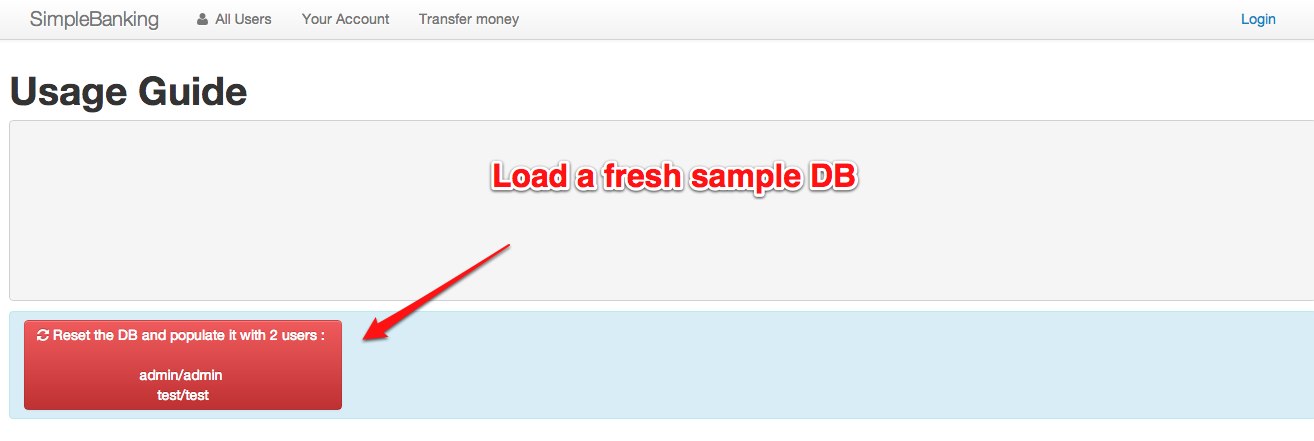 SimpleBanking All Users Your Account Transfer money Login
Usage Guide
Load a fresh sample DB
Reset the DB and populate it with 2 users :
admin/admin
test/test